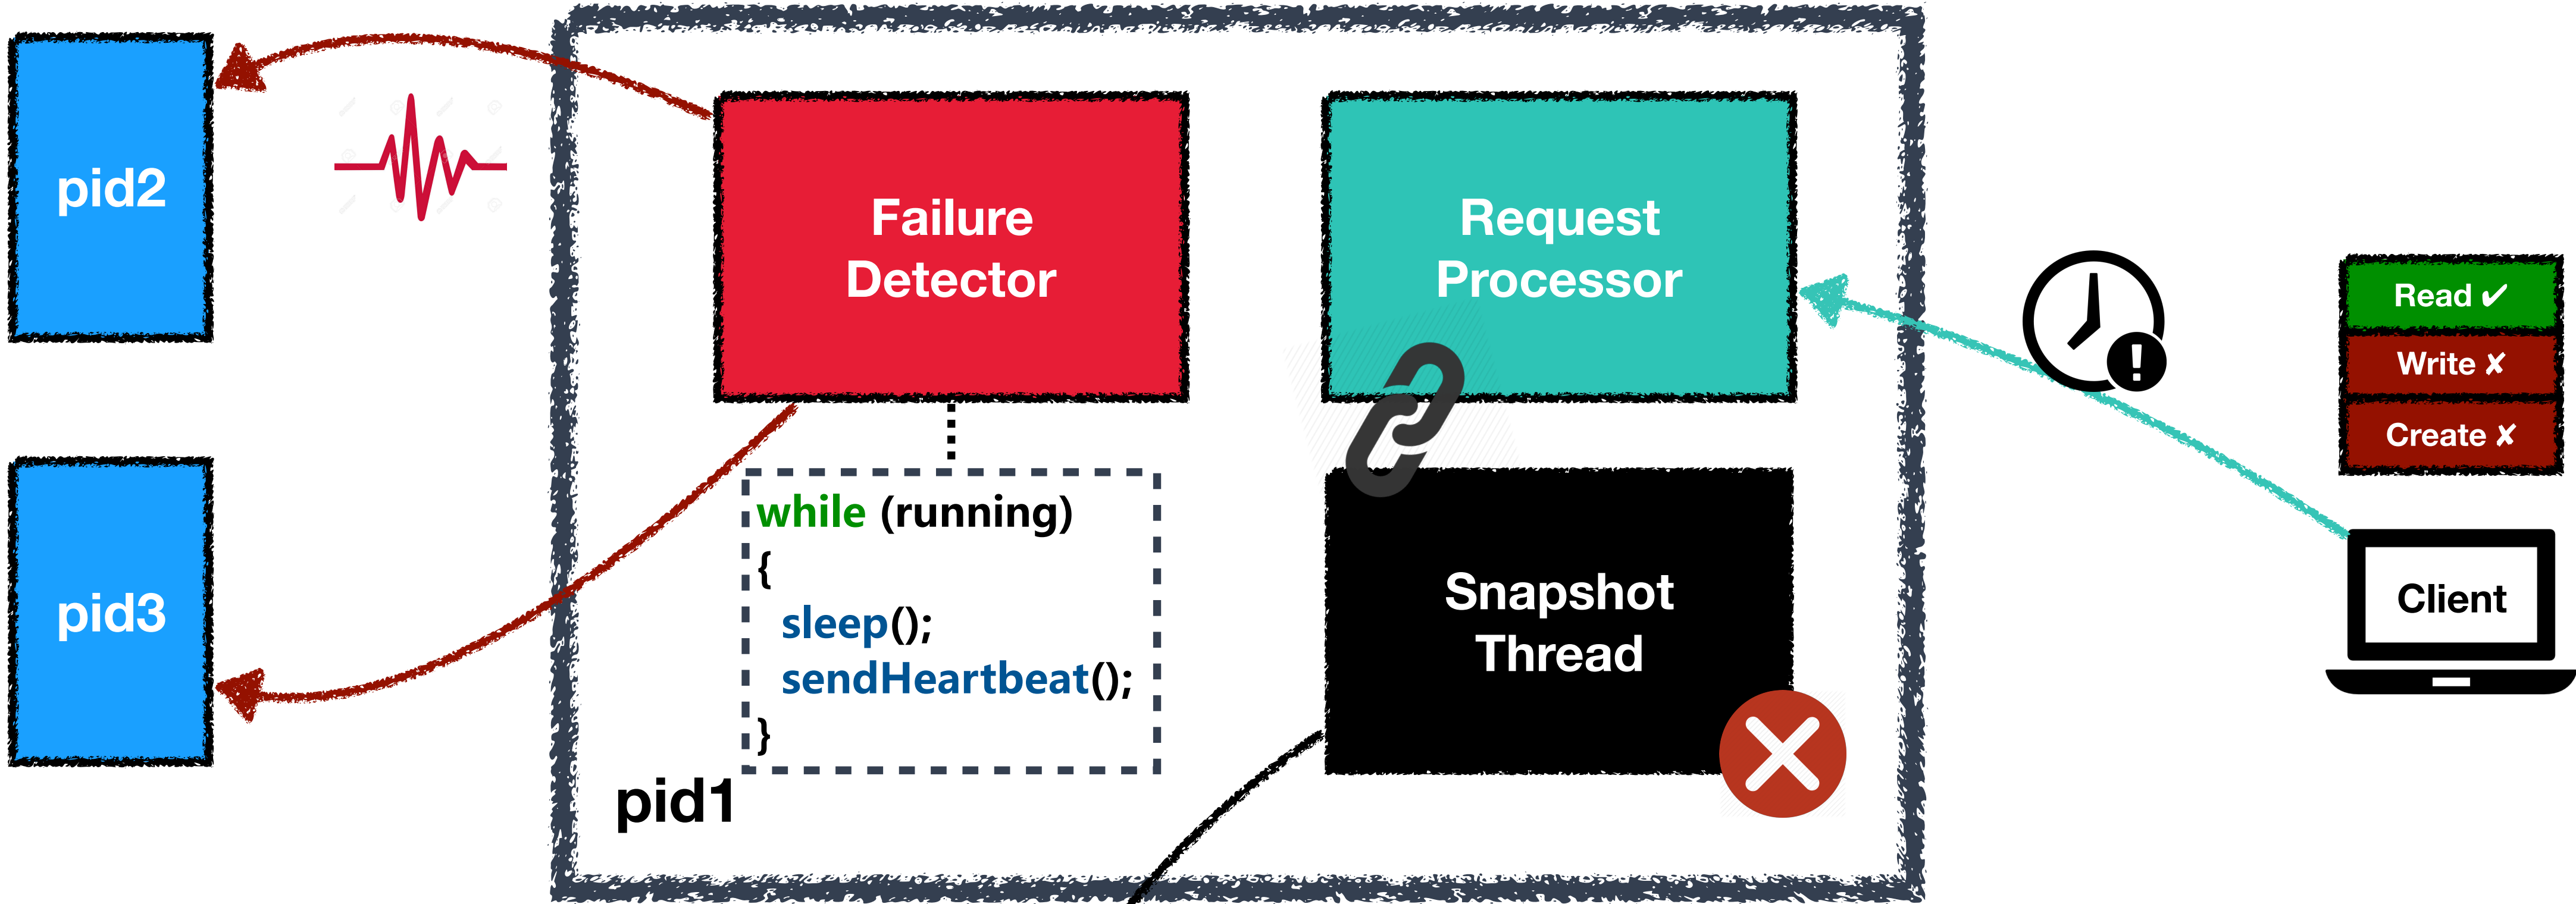 pid2
pid3
Failure
Detector
while (running)
{
sleep();
sendHeartbeat();
}
pid1
Request
Processor
Snapshot
Thread
!
Read ✔
Write ✘
Create ✘
Client